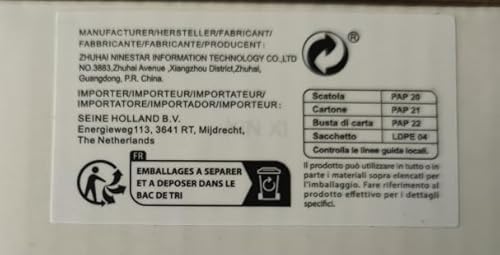 MANUFACTURER/HERSTELLER/FABRICANT/
FABBRICANTE/FABRICANTE/PRODUCENT:
ZHUHAI NINESTAR INFORMATION TECHNOLOGY CO.,LTD
NO.3883,Zhuhai Avenue ,Xiangzhou District,Zhuhai,
Guangdong, P.R. China.
IMPORTER/IMPORTEUR/IMPORTATEUR/
IMPORTATORE/IMPORTADOR/IMPORTEUR:
SEINE HOLLAND B.V.
Energieweg113, 3641 RT, Mijdrecht,
The Netherlands
FR
EMBALLAGES À SÉPARER
ET À DÉPOSER DANS LE
BAC DE TRI
®
Scatola PAP 20
Cartone PAP 21
Busta di carta PAP 22
Sacchetto LDPE 04
Controlla le linee guida locali.
Il prodotto può utilizzare in tutto o in
parte i materiali sopra elencati per
l'imballaggio. Fare riferimento al
prodotto effettivo per i dettagli
specifici.